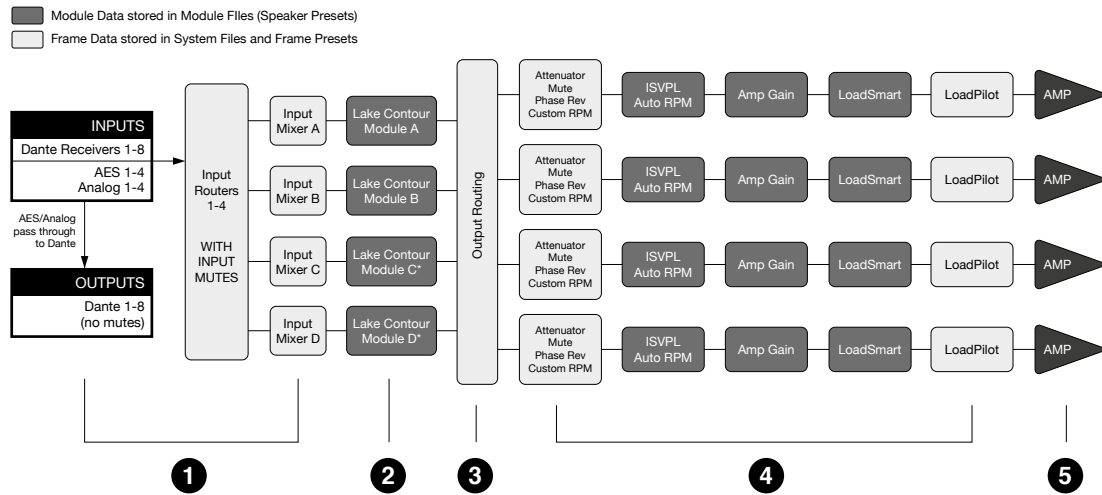 Module Data stored in Module FIles (Speaker Presets)
Frame Data stored in System Files and Frame Presets
INPUTS
Dante Receivers 1-8
AES 1-4
Analog 1-4
AES/Analog
pass through
to Dante
OUTPUTS
Dante 1-8
(no mutes)
Input
Routers
1-4
WITH
INPUT
MUTES
Input
Mixer A
Lake Contour
Module A
Input
Mixer B
Lake Contour
Module B
Input
Mixer C
Lake Contour
Module C*
Input
Mixer D
Lake Contour
Module D*
Output Routing
Attenuator
Mute
Phase Rev
Custom RPM
ISVPL
Auto RPM
Amp Gain
LoadSmart
LoadPilot
AMP
Attenuator
Mute
Phase Rev
Custom RPM
ISVPL
Auto RPM
Amp Gain
LoadSmart
LoadPilot
AMP
Attenuator
Mute
Phase Rev
Custom RPM
ISVPL
Auto RPM
Amp Gain
LoadSmart
LoadPilot
AMP
Attenuator
Mute
Phase Rev
Custom RPM
ISVPL
Auto RPM
Amp Gain
LoadSmart
LoadPilot
AMP
1
2
3
4
5